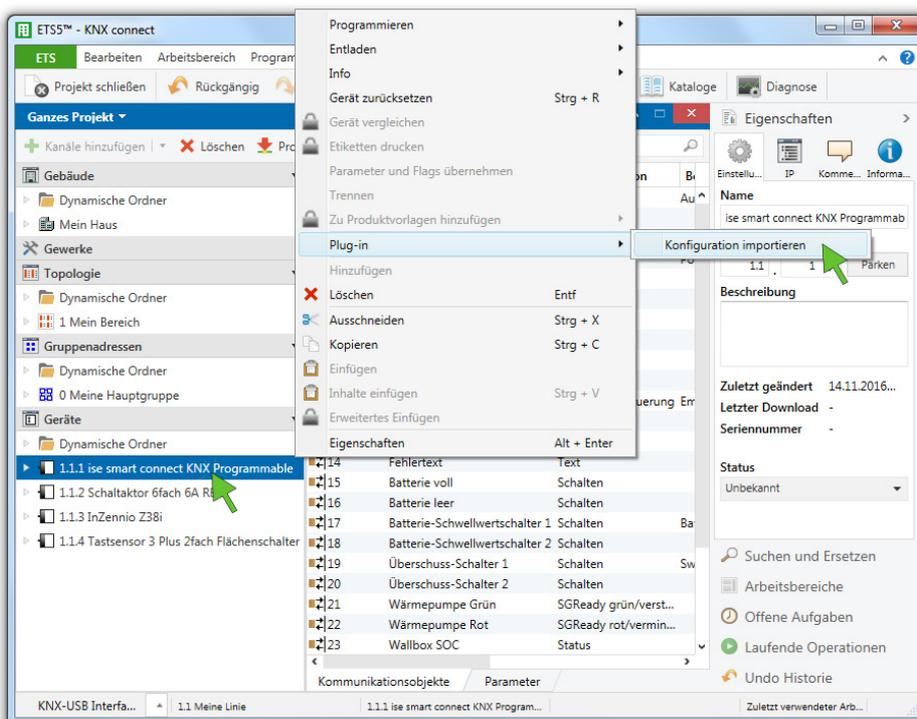 ETS5™ - KNX connect
ETS Bearbeiten Arbeitsbereich Program
Projekt schließen Rückgängig Kataloge Diagnose
Ganzes Projekt
Kanäle hinzufügen Löschen Pro
Gebäude
Dynamische Ordner
Mein Haus
Gewerke
Topologie
Dynamische Ordner
1 Mein Bereich
Gruppenadressen
Dynamische Ordner
0 Meine Hauptgruppe
Geräte
Dynamische Ordner
1.1.1 ise smart connect KNX Programmable
1.1.2 Schaltaktor 6fach 6A
1.1.3 InZennio Z38i
1.1.4 Tastsensor 3 Plus 2fach Flächenschalter
Programmieren
Entladen
Info
Gerät zurücksetzen Strg + R
Gerät vergleichen
Etiketten drucken
Parameter und Flags übernehmen
Trennen
Zu Produktvorlagen hinzufügen
Plug-in
Konfiguration importieren
Hinzufügen
Löschen Entf
Ausschneiden Strg + X
Kopieren Strg + C
Einfügen
Inhalte einfügen Strg + V
Erweitertes Einfügen
Eigenschaften Alt + Enter
on Be
Au
uerung Em
14 Fehlertext Text
15 Batterie voll Schalten
16 Batterie leer Schalten
17 Batterie-Schwellwertschalter 1 Schalten Ba
18 Batterie-Schwellwertschalter 2 Schalten
19 Überschuss-Schalter 1 Schalten Sw
20 Überschuss-Schalter 2 Schalten
21 Wärmepumpe Grün SGReady grün/verst...
22 Wärmepumpe Rot SGReady rot/vermin...
23 Wallbox SOC Status
Kommunikationsobjekte Parameter
Eigenschaften
Einstellu... IP Komme... Informa...
Name
ise smart connect KNX Programmab
1.1 . 1 Parken
Beschreibung
Zuletzt geändert 14.11.2016...
Letzter Download -
Seriennummer -
Status
Unbekannt
Suchen und Ersetzen
Arbeitsbereiche
Offene Aufgaben
Laufende Operationen
Undo Historie
KNX-USB Interfa... 1.1 Meine Linie 1.1.1 ise smart connect KNX Program... Zuletzt verwendeter Arb...